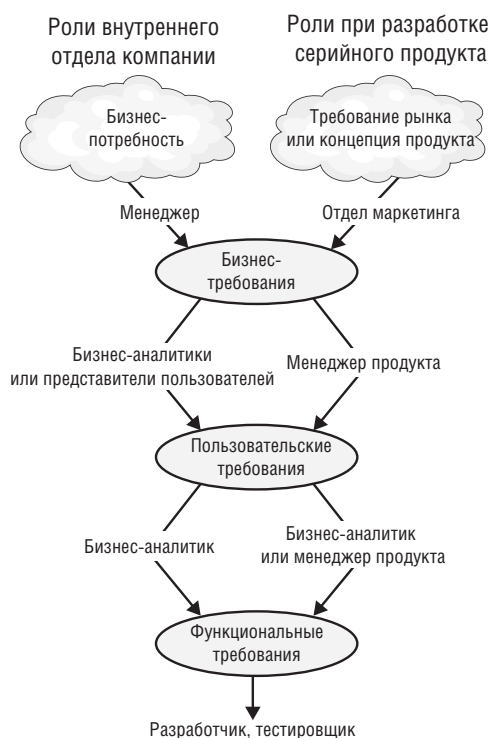 Роли внутреннего
отдела компании
Роли при разработке
серийного продукта
Бизнес-
потребность
Требование рынка
или концепция продукта
Менеджер
Отдел маркетинга
Бизнес-
требования
Бизнес-аналитики
или представители пользователей
Менеджер продукта
Пользовательские
требования
Бизнес-аналитик
Бизнес-аналитик
или менеджер продукта
Функциональные
требования
Разработчик, тестировщик